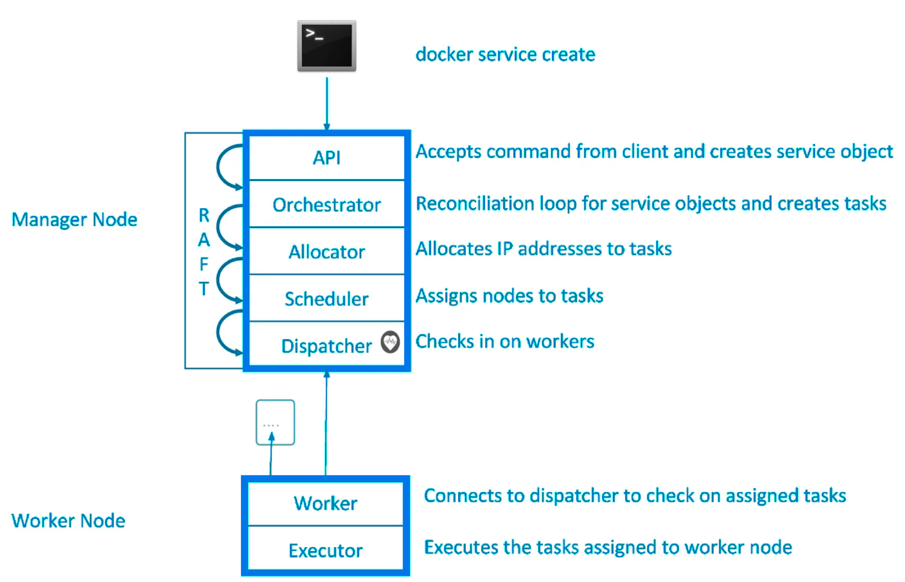 >_
docker service create
API
Accepts command from client and creates service object
Manager Node
RAFT
Orchestrator
Reconciliation loop for service objects and creates tasks
Allocator
Allocates IP addresses to tasks
Scheduler
Assigns nodes to tasks
Dispatcher
Checks in on workers
....
Worker Node
Worker
Connects to dispatcher to check on assigned tasks
Executor
Executes the tasks assigned to worker node